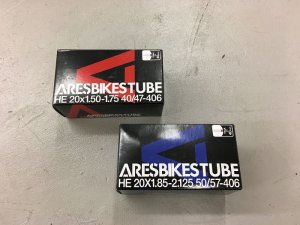 ARESBIKESTUBE
HE 20x1.50-1.75 40/47-406
ARESBIKESTUBE
HE 20X1.85-2.125 50/57-406